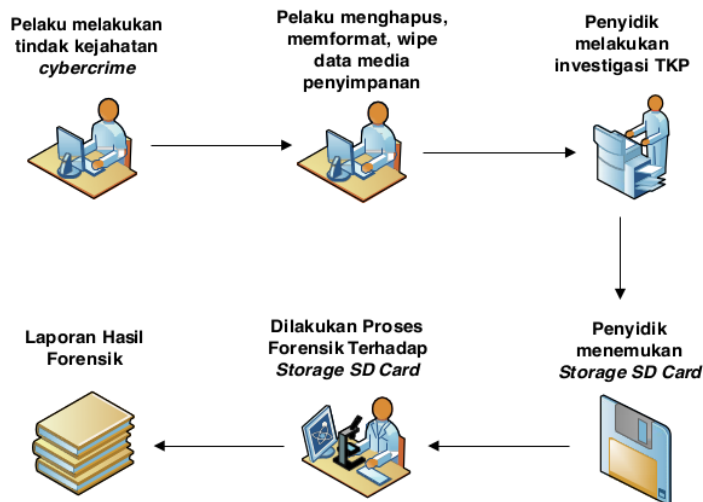 Pelaku melakukan
tindak kejahatan
cybercrime
Pelaku menghapus,
memformat, wipe
data media
penyimpanan
Penyidik
melakukan
investigasi TKP
Laporan Hasil
Forensik
Dilakukan Proses
Forensik Terhadap
Storage SD Card
Penyidik
menemukan
Storage SD Card